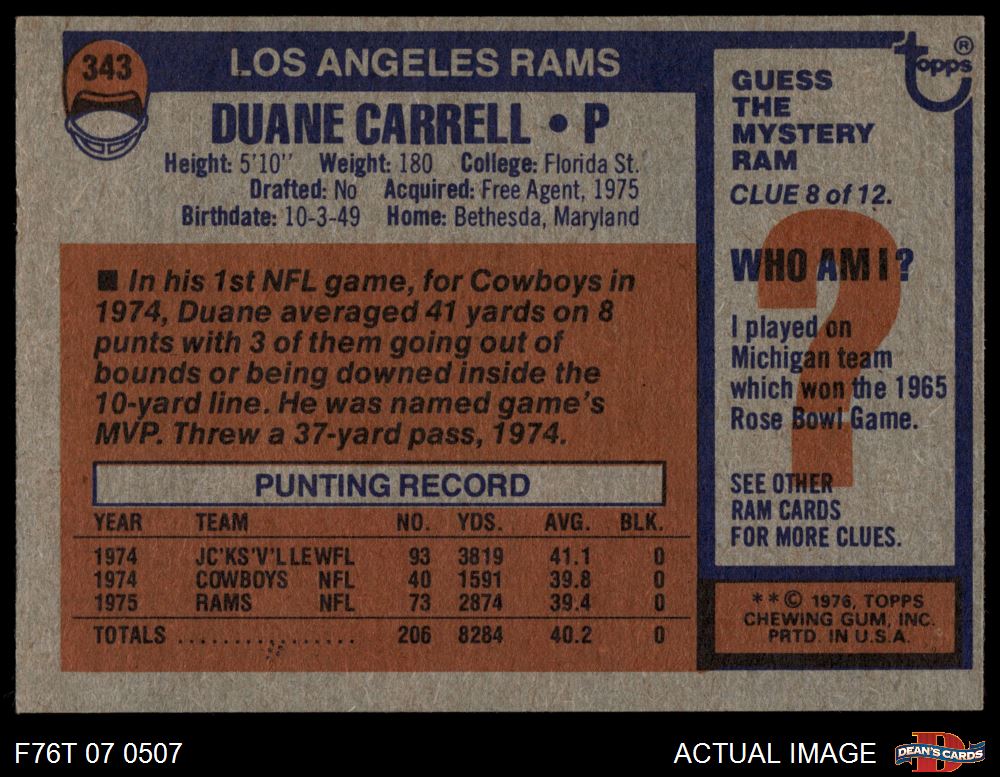 343
LOS ANGELES RAMS
DUANE CARRELL • P
Height: 5'10" Weight: 180 College: Florida St.
Drafted: No Acquired: Free Agent, 1975
Birthdate: 10-3-49 Home: Bethesda, Maryland
■ In his 1st NFL game, for Cowboys in
1974, Duane averaged 41 yards on 8
punts with 3 of them going out of
bounds or being downed inside the
10-yard line. He was named game's
MVP. Threw a 37-yard pass, 1974.
PUNTING RECORD
YEAR TEAM NO. YDS. AVG. BLK.
1974 JC'KS'V'LLE WFL 93 3819 41.1 0
1974 COWBOYS NFL 40 1591 39.8 0
1975 RAMS NFL 73 2874 39.4 0
TOTALS ................ 206 8284 40.2 0
topps ®
GUESS
THE
MYSTERY
RAM
CLUE 8 of 12.
WHO AM I ?
?
I played on
Michigan team
which won the 1965
Rose Bowl Game.
SEE OTHER
RAM CARDS
FOR MORE CLUES.
* * © 1976, TOPPS
CHEWING GUM, INC.
PRTD. IN U.S.A.
F76T 07 0507
ACTUAL IMAGE
D
DEAN'S CARDS